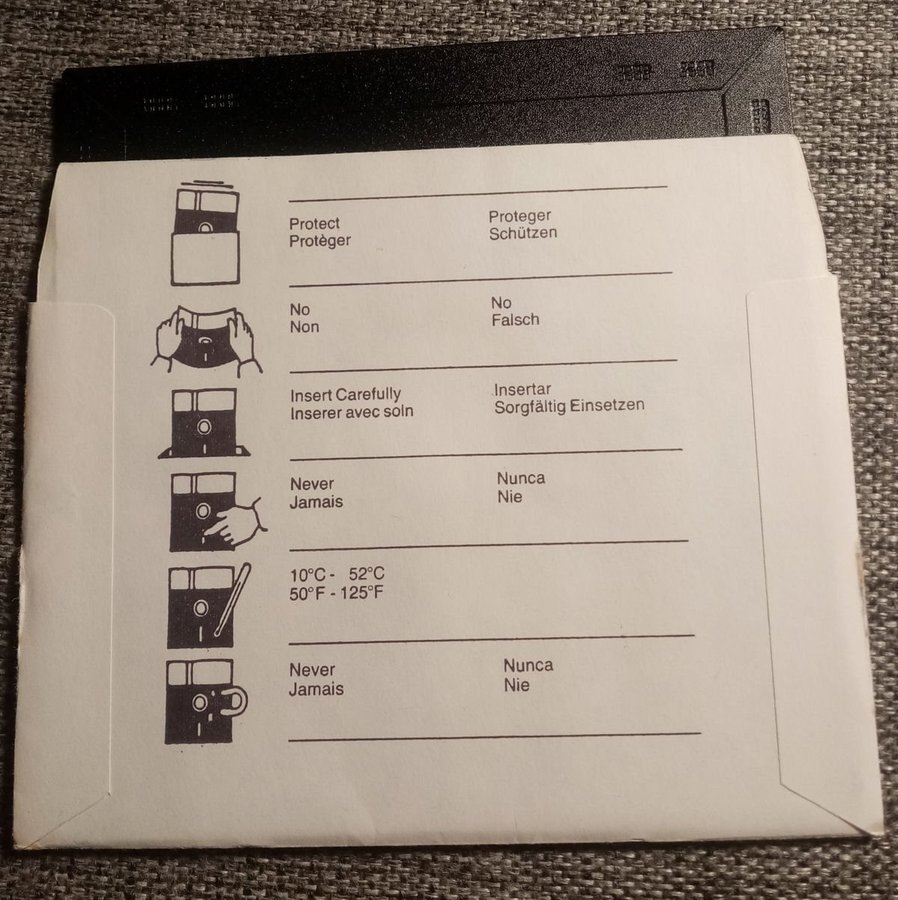 Protect Proteger
Protèger Schützen
No No
Non Falsch
Insert Carefully Insertar
Inserer avec soln Sorgfältig Einsetzen
Never Nunca
Jamais Nie
10°C - 52°C
50°F - 125°F
Never Nunca
Jamais Nie